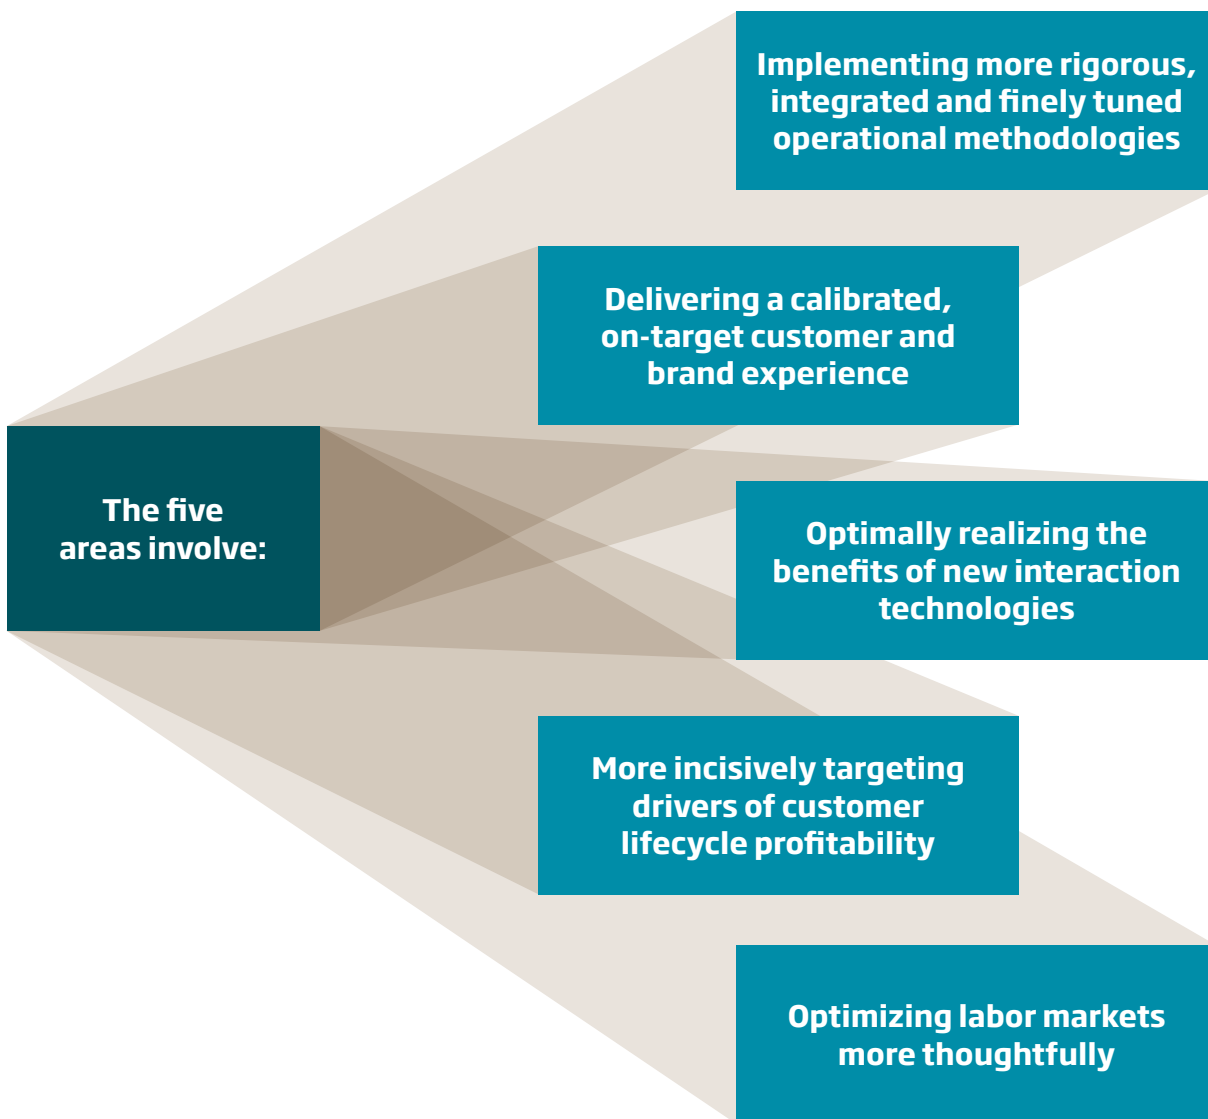 Implementing more rigorous,
integrated and finely tuned
operational methodologies
Delivering a calibrated,
on-target customer and
brand experience
The five
areas involve:
Optimally realizing the
benefits of new interaction
technologies
More incisively targeting
drivers of customer
lifecycle profitability
Optimizing labor markets
more thoughtfully